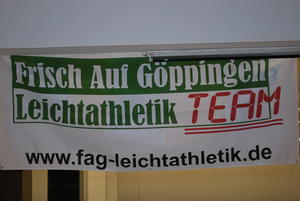 Frisch Auf Göppingen
Leichtathletik TEAM
www.fag-leichtathletik.de